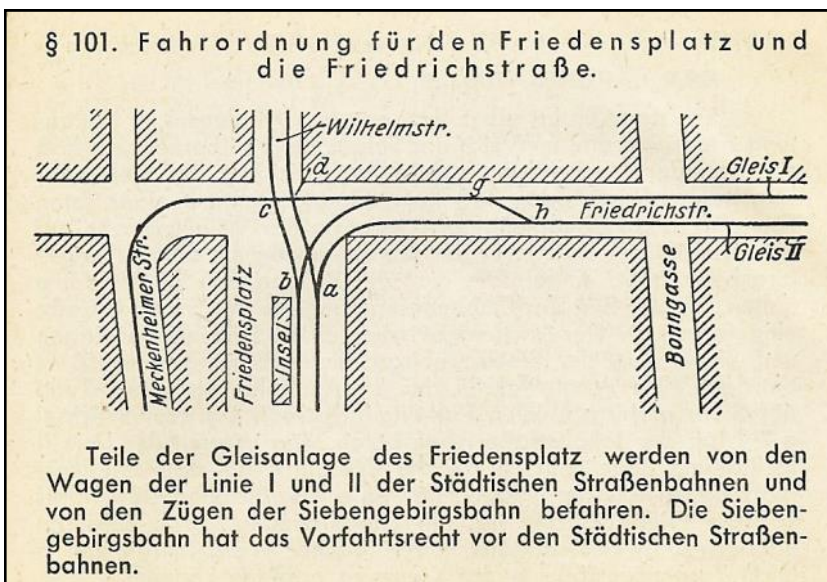 § 101. Fahrordnung für den Friedensplatz und
die Friedrichstraße.
Wilhelmstr.
d
Gleis I
g
c
h
Friedrichstr.
Gleis II
Meckenheimer Str.
Friedensplatz
b
a
Insel
Bonngasse
Teile der Gleisanlage des Friedensplatz werden von den
Wagen der Linie I und II der Städtischen Straßenbahnen und
von den Zügen der Siebengebirgsbahn befahren. Die Sieben-
gebirgsbahn hat das Vorfahrtsrecht vor den Städtischen Straßen-
bahnen.